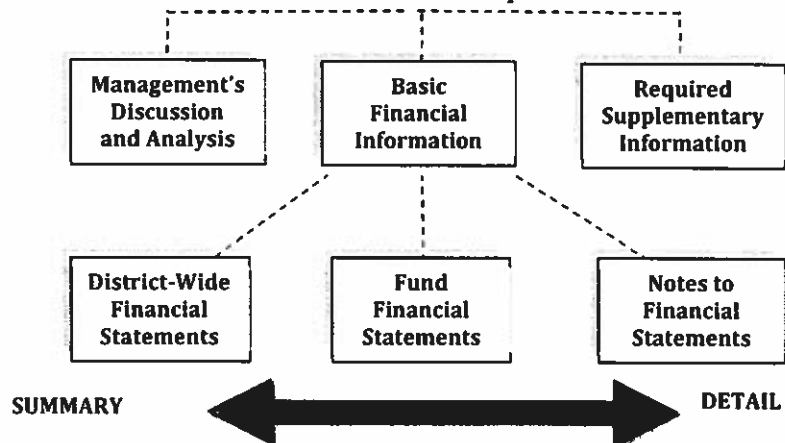 Management's
Discussion
and Analysis
Basic
Financial
Information
Required
Supplementary
Information
District-Wide
Financial
Statements
Fund
Financial
Statements
Notes to
Financial
Statements
SUMMARY
DETAIL